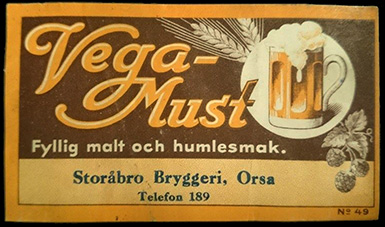 Vega-
Must
Fyllig malt och humlesmak.
Storåbro Bryggeri, Orsa
Telefon 189
No 49